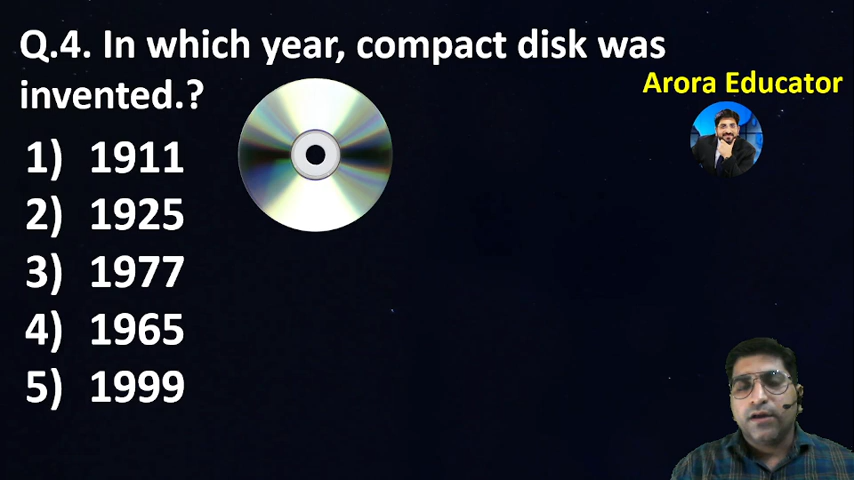 Q.4. In which year, compact disk was
invented.?
Arora Educator
1) 1911
2) 1925
3) 1977
4) 1965
5) 1999